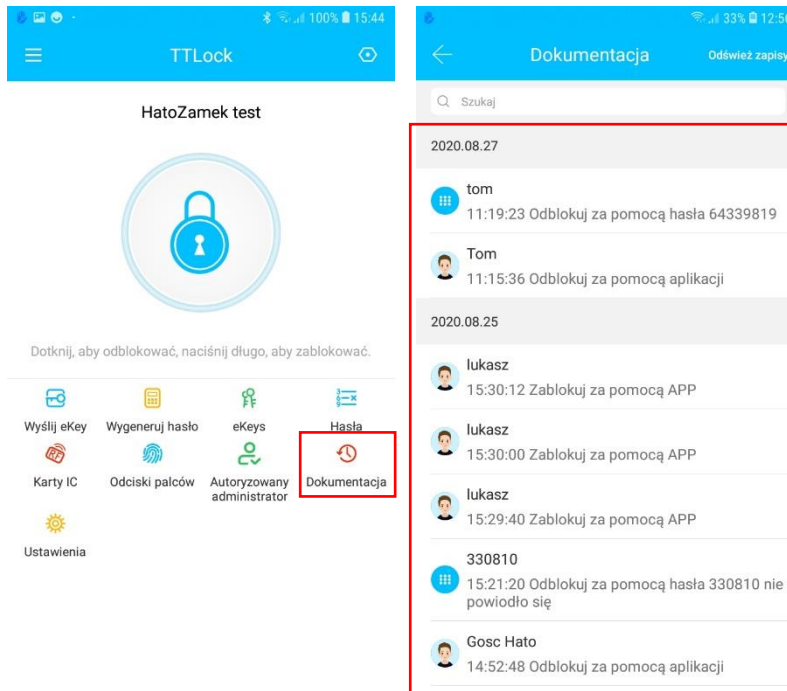 100% 15:44
TTLock
HatoZamek test
Dotknij, aby odblokować, naciśnij długo, aby zablokować.
Wyślij eKey
Wygeneruj hasło
eKeys
Hasła
Karty IC
Odciski palców
Autoryzowany
administrator
Dokumentacja
Ustawienia
33%
Dokumentacja
Odśwież zapisy
Szukaj
2020.08.27
tom
11:19:23 Odblokuj za pomocą hasła 64339819
Tom
11:15:36 Odblokuj za pomocą aplikacji
2020.08.25
lukasz
15:30:12 Zablokuj za pomocą APP
lukasz
15:30:00 Zablokuj za pomocą APP
lukasz
15:29:40 Zablokuj za pomocą APP
330810
15:21:20 Odblokuj za pomocą hasła 330810 nie
powiodło się
Gosc Hato
14:52:48 Odblokuj za pomocą aplikacji